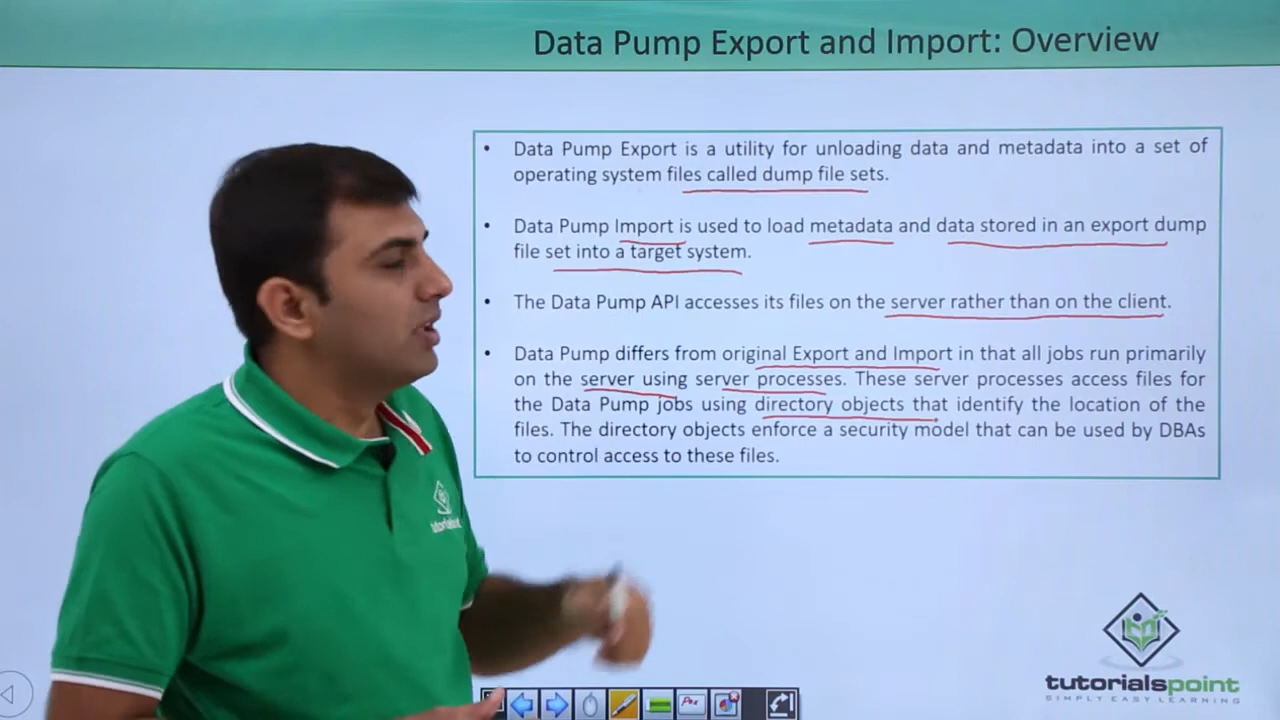 Data Pump Export and Import: Overview
• Data Pump Export is a utility for unloading data and metadata into a set of
operating system files called dump file sets.
• Data Pump Import is used to load metadata and data stored in an export dump
file set into a target system.
• The Data Pump API accesses its files on the server rather than on the client.
• Data Pump differs from original Export and Import in that all jobs run primarily
on the server using server processes. These server processes access files for
the Data Pump jobs using directory objects that identify the location of the
files. The directory objects enforce a security model that can be used by DBAs
to control access to these files.
tutorialspoint
tutorialspoint
SIMPLY EASY LEARNING